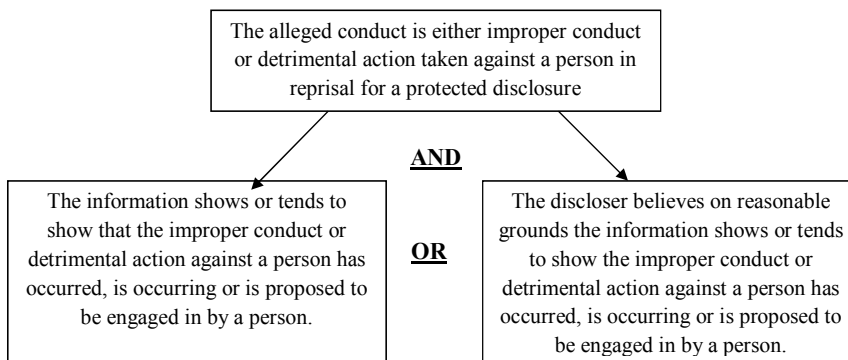 The alleged conduct is either improper conduct
or detrimental action taken against a person in
reprisal for a protected disclosure
AND
The information shows or tends to
show that the improper conduct or
detrimental action against a person has
occurred, is occurring or is proposed to
be engaged in by a person.
OR
The discloser believes on reasonable
grounds the information shows or tends
to show the improper conduct or
detrimental action against a person has
occurred, is occurring or is proposed to
be engaged in by a person.